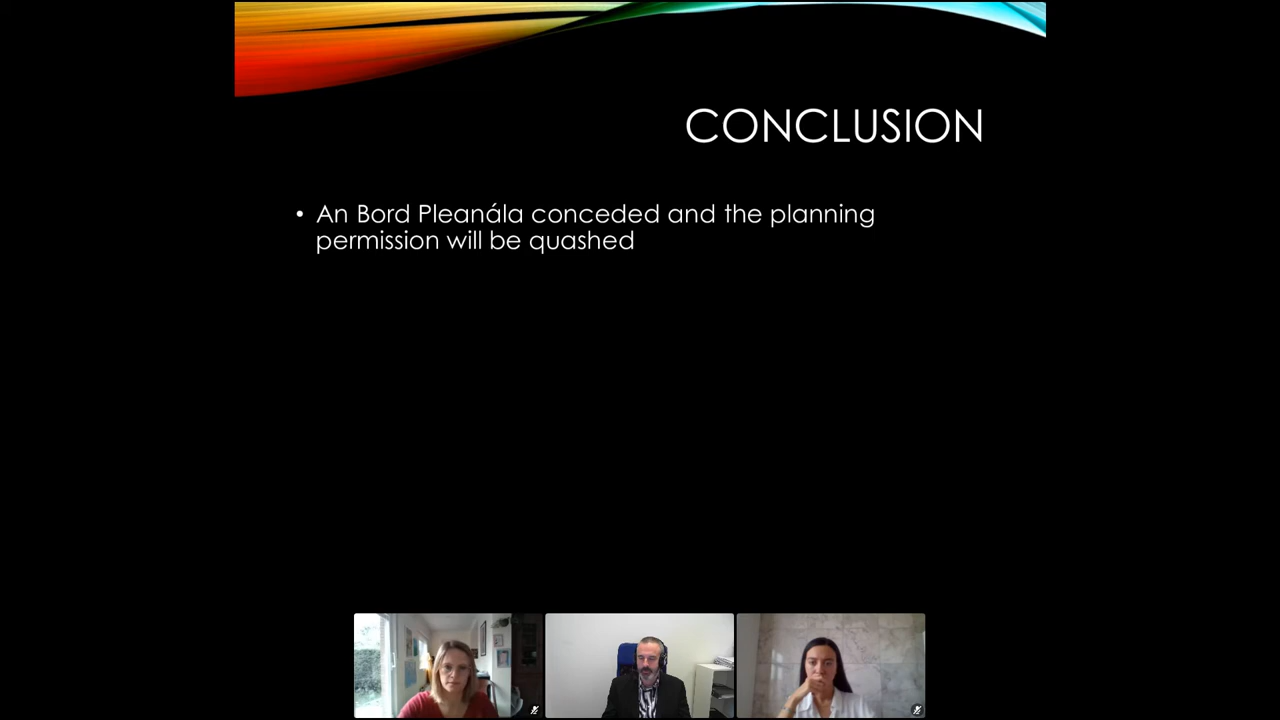 CONCLUSION
• An Bord Pleanála conceded and the planning
permission will be quashed